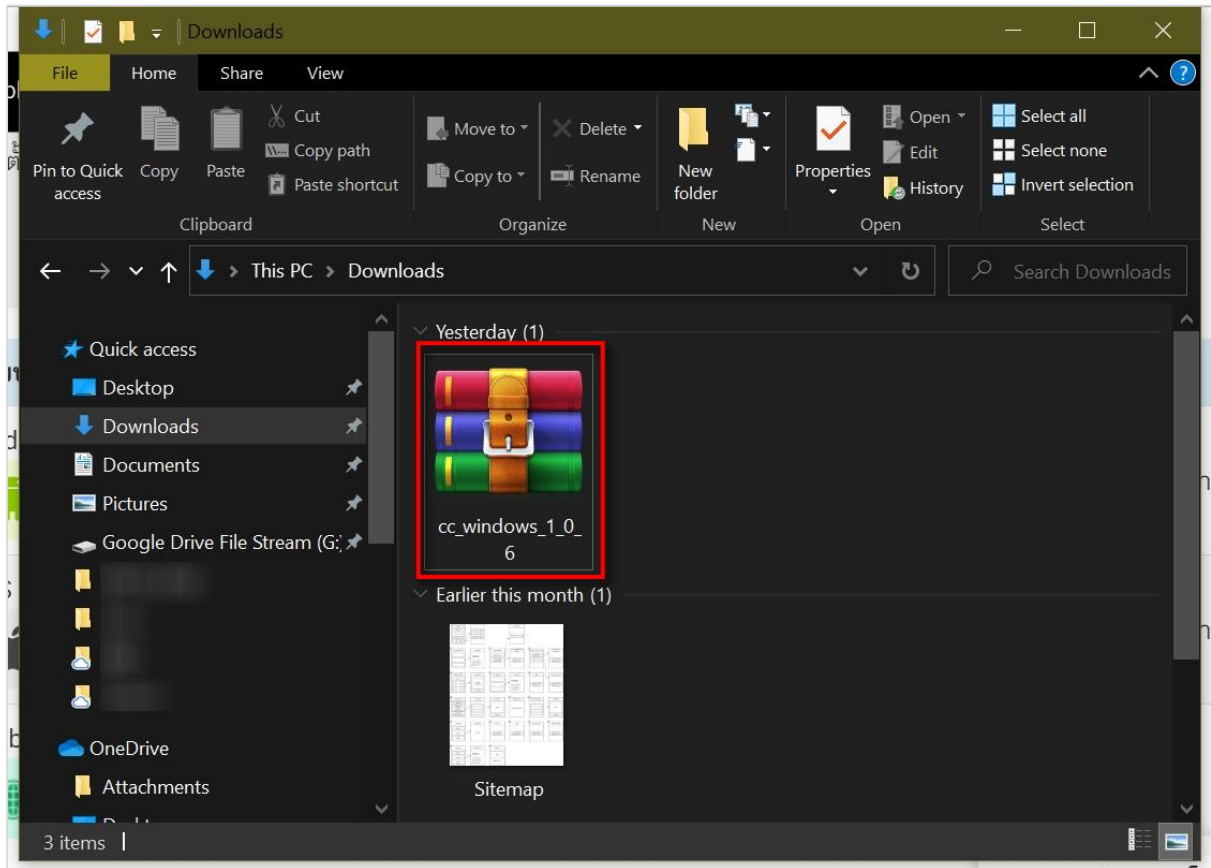 Downloads
File Home Share View
Pin to Quick access
Copy
Paste
Cut
Copy path
Paste shortcut
Clipboard
Move to
Copy to
Delete
Rename
Organize
New folder
New
Properties
Open
Edit
History
Open
Select all
Select none
Invert selection
Select
This PC > Downloads
Search Downloads
Quick access
Desktop
Downloads
Documents
Pictures
Google Drive File Stream (G:)
OneDrive
Attachments
Yesterday (1)
cc_windows_1_0_
6
Earlier this month (1)
Sitemap
3 items